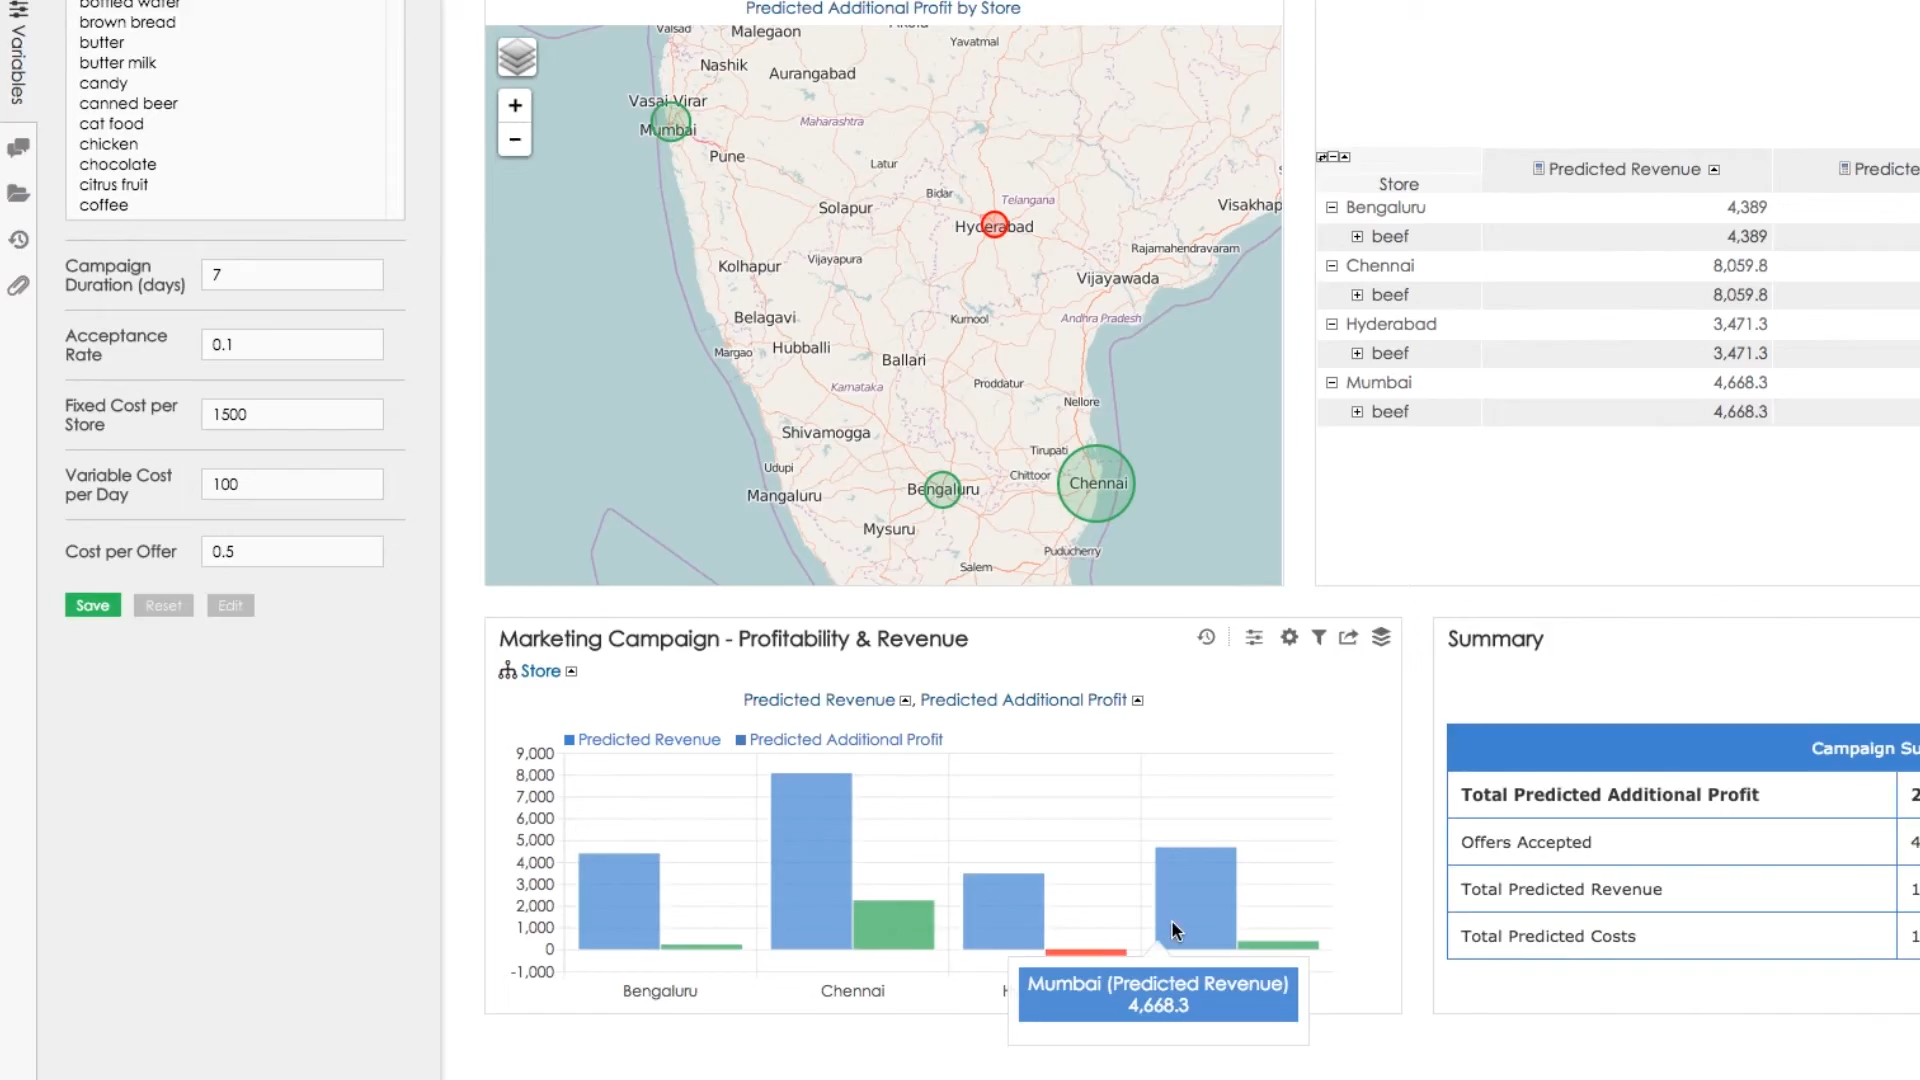 Variables
bottled water
brown bread
butter
butter milk
candy
canned beer
cat food
chicken
chocolate
citrus fruit
coffee
Campaign
Duration (days)
7
Acceptance
Rate
0.1
Fixed Cost per
Store
1500
Variable Cost
per Day
100
Cost per Offer
0.5
Save
Reset
Edit
Predicted Additional Profit by Store
+
−
Valsad
Malegaon
Yavatmal
Nashik
Aurangabad
Vasai-Virar
Mumbai
Maharashtra
Pune
Latur
Bidar
Telangana
Solapur
Hyderabad
Visakhap
Rajamahendravaram
Kolhapur
Vijayapura
Vijayawada
Belagavi
Kurnool
Andhra Pradesh
Margao
Hubballi
Ballari
Karnataka
Proddatur
Nellore
Shivamogga
Tirupati
Udupi
Chittoor
Chennai
Mangaluru
Bengaluru
Mysuru
Puducherry
Salem
Store
Predicted Revenue
Predicte
Bengaluru
4,389
beef
4,389
Chennai
8,059.8
beef
8,059.8
Hyderabad
3,471.3
beef
3,471.3
Mumbai
4,668.3
beef
4,668.3
Marketing Campaign - Profitability & Revenue
Store
Predicted Revenue, Predicted Additional Profit
Predicted Revenue
Predicted Additional Profit
9,000
8,000
7,000
6,000
5,000
4,000
3,000
2,000
1,000
0
-1,000
Bengaluru
Chennai
H
Mumbai (Predicted Revenue)
4,668.3
Summary
Campaign Su
Total Predicted Additional Profit
2
Offers Accepted
4
Total Predicted Revenue
1
Total Predicted Costs
1